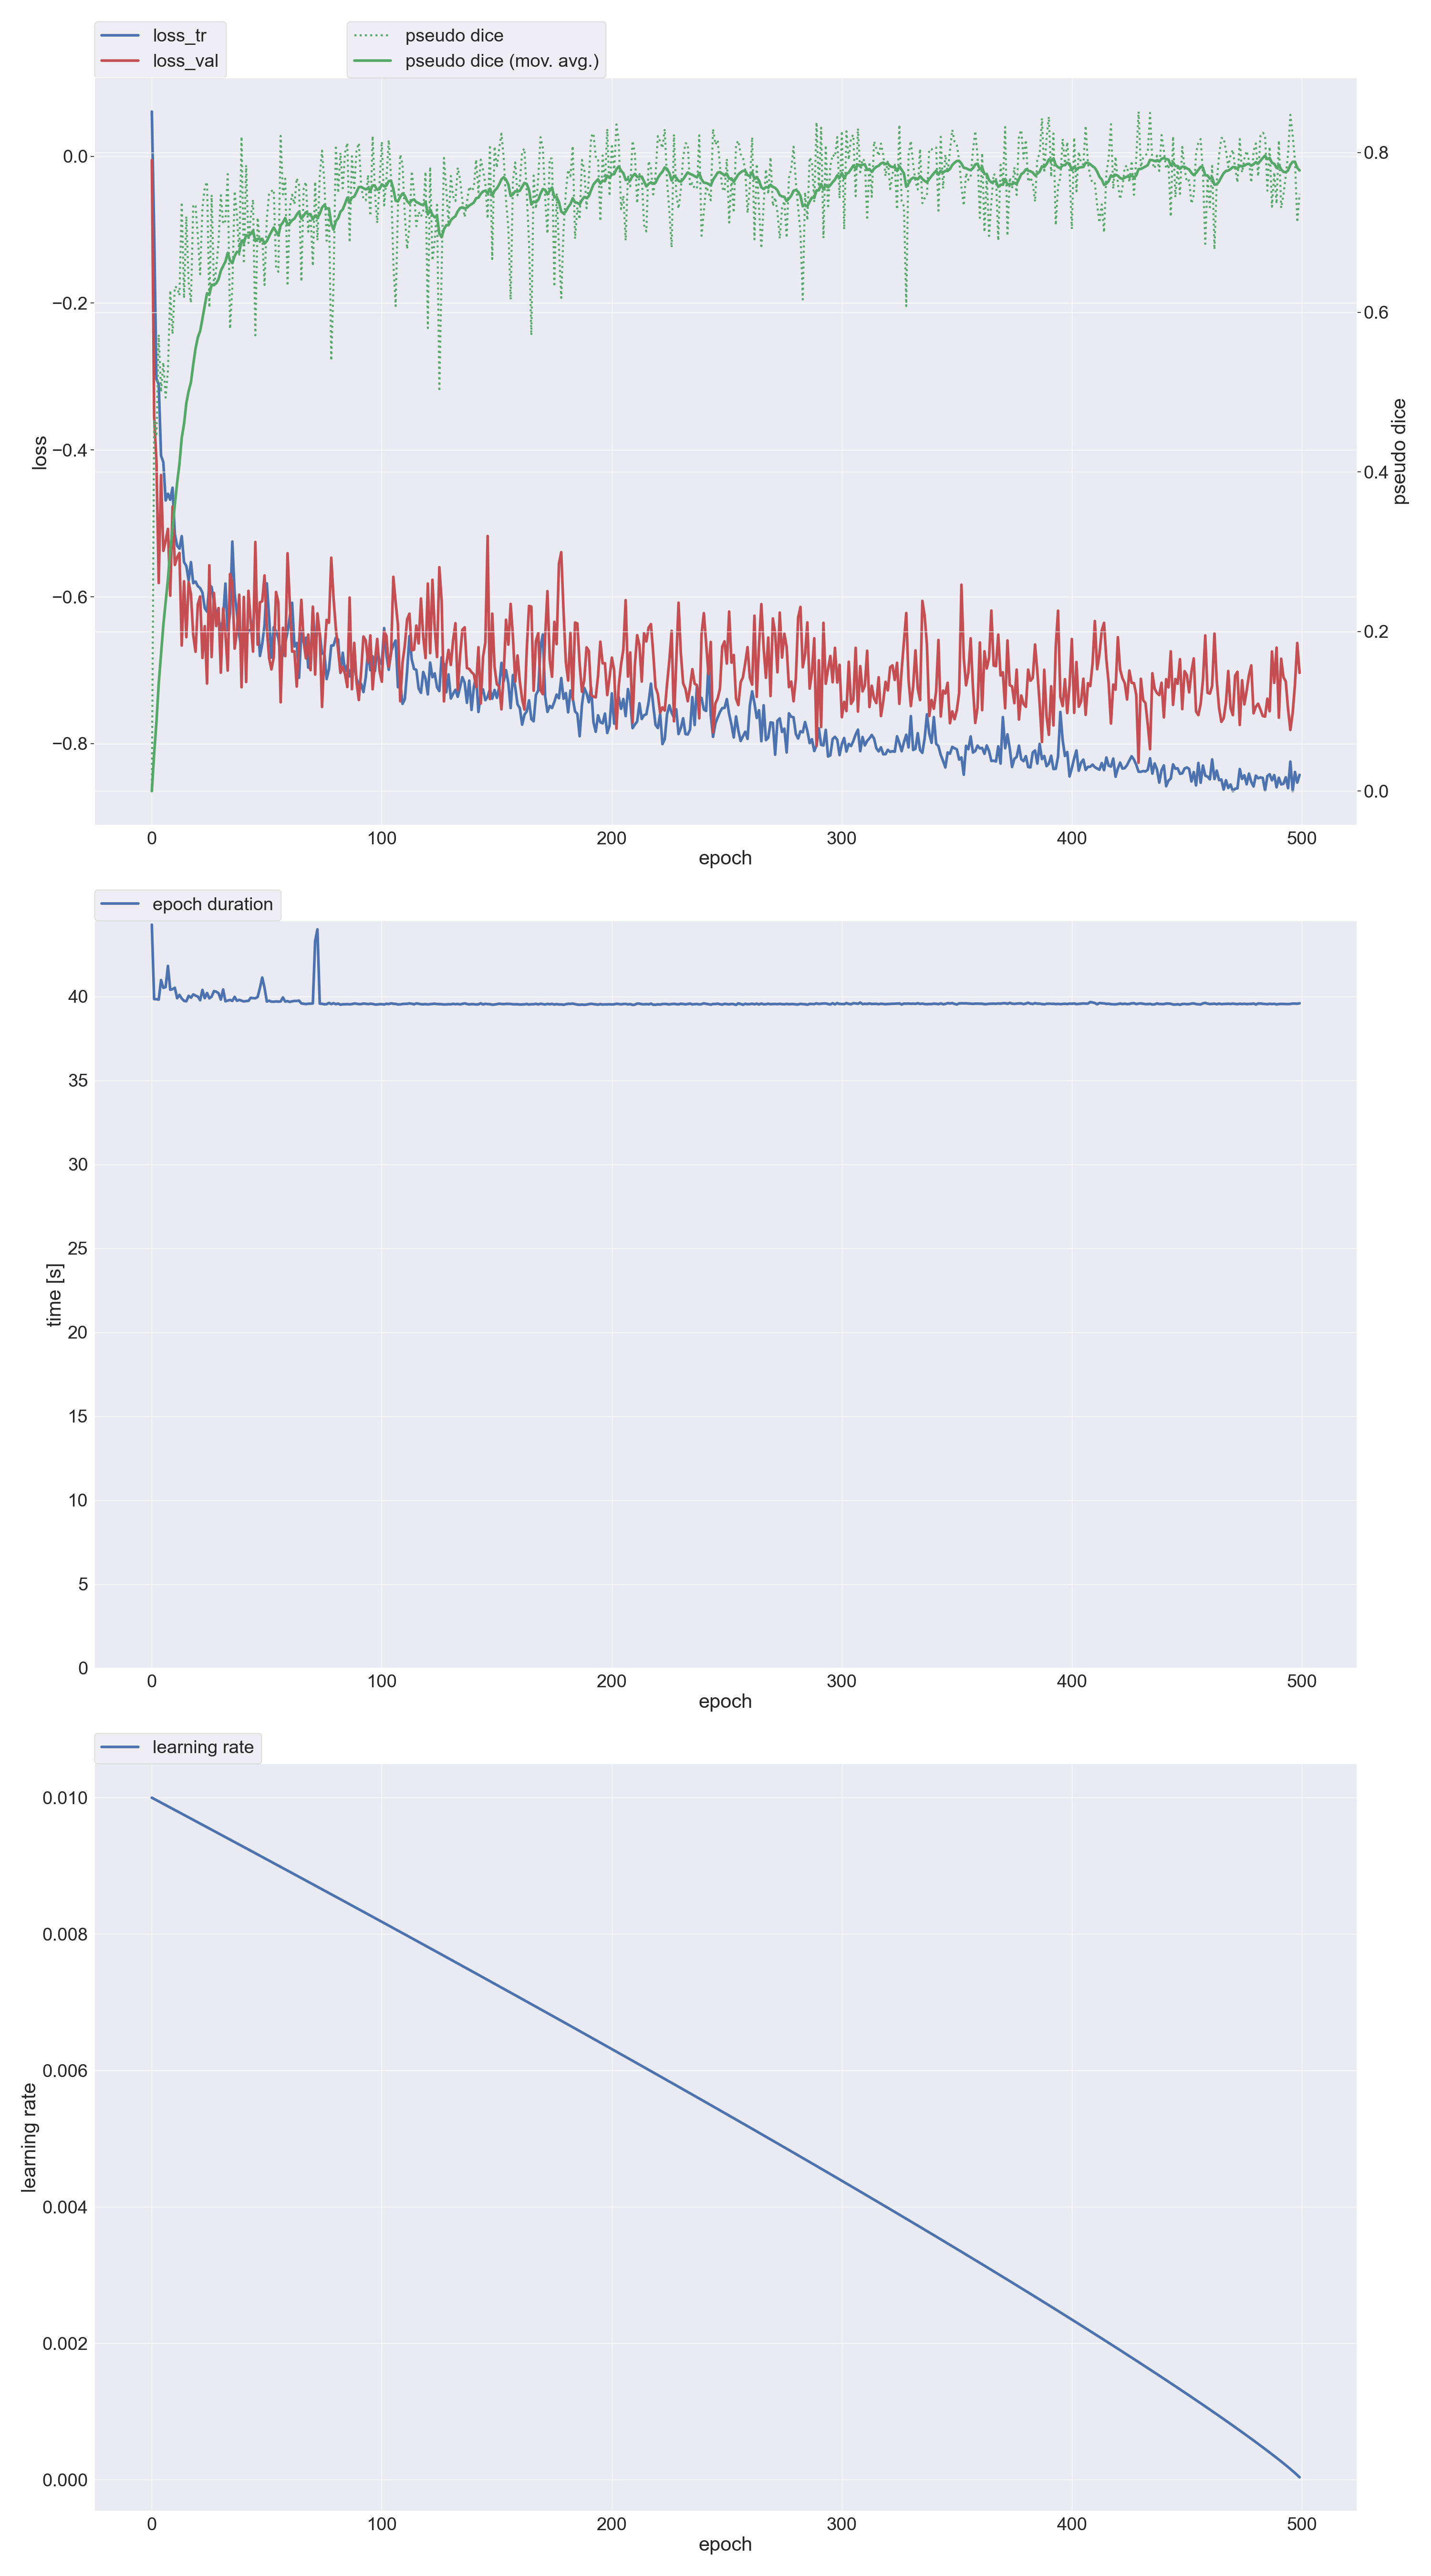 loss_tr
loss_val
pseudo dice
pseudo dice (mov. avg.)
0.0
−0.2
−0.4
−0.6
−0.8
loss
0.8
0.6
0.4
0.2
0.0
pseudo dice
0 100 200 300 400 500
epoch
epoch duration
40
35
30
25
20
15
10
5
0
time [s]
0 100 200 300 400 500
epoch
learning rate
0.010
0.008
0.006
0.004
0.002
0.000
learning rate
0 100 200 300 400 500
epoch